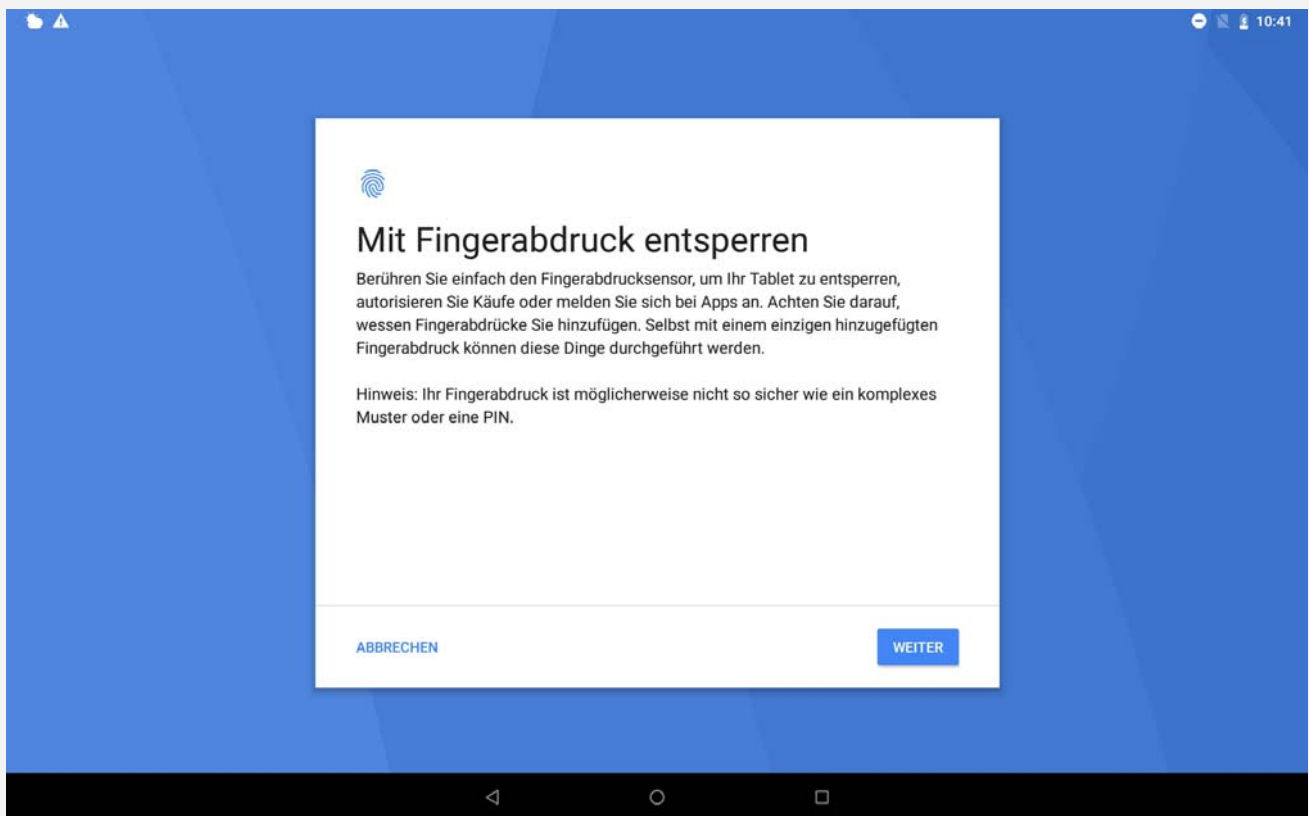 10:41
Mit Fingerabdruck entsperren
Berühren Sie einfach den Fingerabdrucksensor, um Ihr Tablet zu entsperren,
autorisieren Sie Käufe oder melden Sie sich bei Apps an. Achten Sie darauf,
wessen Fingerabdrücke Sie hinzufügen. Selbst mit einem einzigen hinzugefügten
Fingerabdruck können diese Dinge durchgeführt werden.
Hinweis: Ihr Fingerabdruck ist möglicherweise nicht so sicher wie ein komplexes
Muster oder eine PIN.
ABBRECHEN
WEITER